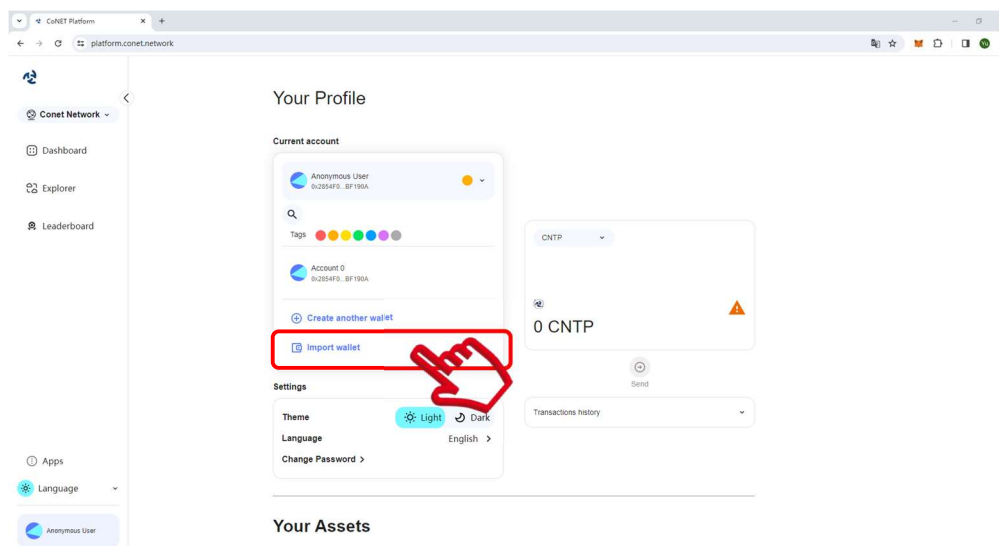 CoNET Platform
platform.conet.network
Yu
Conet Network
Dashboard
Explorer
Leaderboard
Apps
Language
Anonymous User
Your Profile
Current account
Anonymous User
0x2854F0...BF190A
Tags
Account 0
0x2854F0...BF190A
Create another wallet
Import wallet
Settings
Theme
Light
Dark
Language
English
Change Password
CNTP
0 CNTP
Send
Transactions history
Your Assets